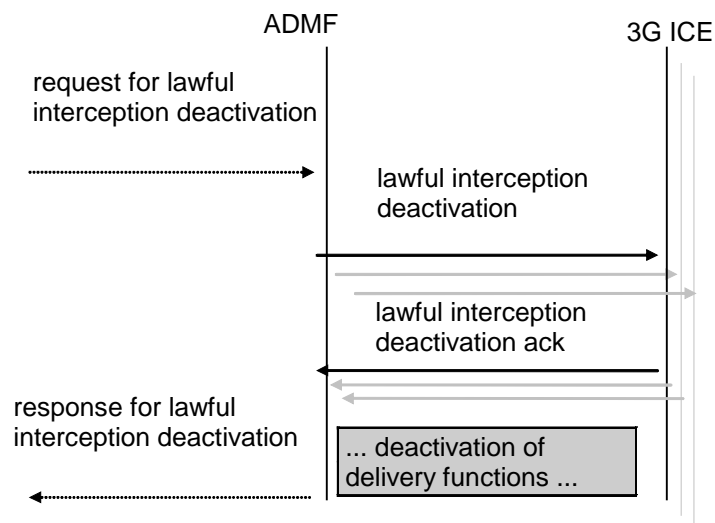 ADMF
3G ICE
request for lawful
interception deactivation
lawful interception
deactivation
lawful interception
deactivation ack
response for lawful
interception deactivation
... deactivation of
delivery functions ...